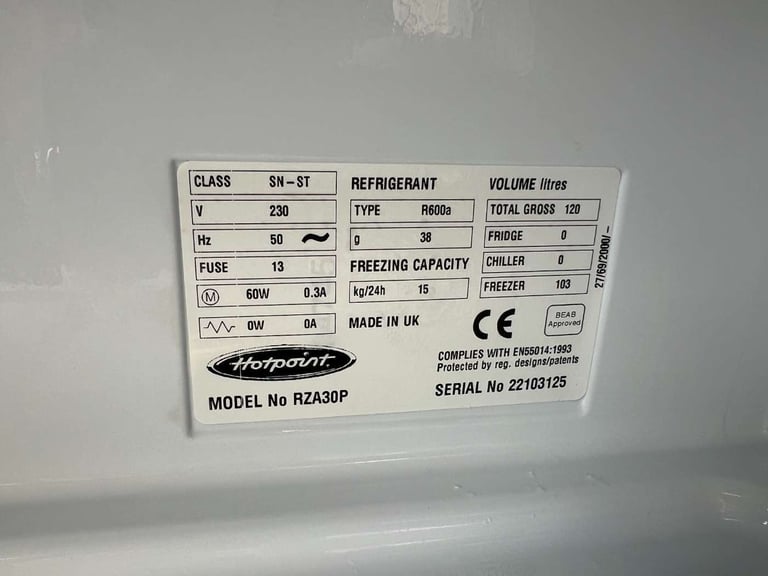 CLASS SN-ST
V 230
Hz 50 ~
FUSE 13
M 60W 0.3A
0W 0A
REFRIGERANT
TYPE R600a
g 38
FREEZING CAPACITY
kg/24h 15
MADE IN UK
VOLUME litres
TOTAL GROSS 120
FRIDGE 0
CHILLER 0
FREEZER 103
27/69/2000/-
CE
BEAB
Approved
Hotpoint
COMPLIES WITH EN55014:1993
Protected by reg. designs/patents
MODEL No RZA30P
SERIAL No 22103125